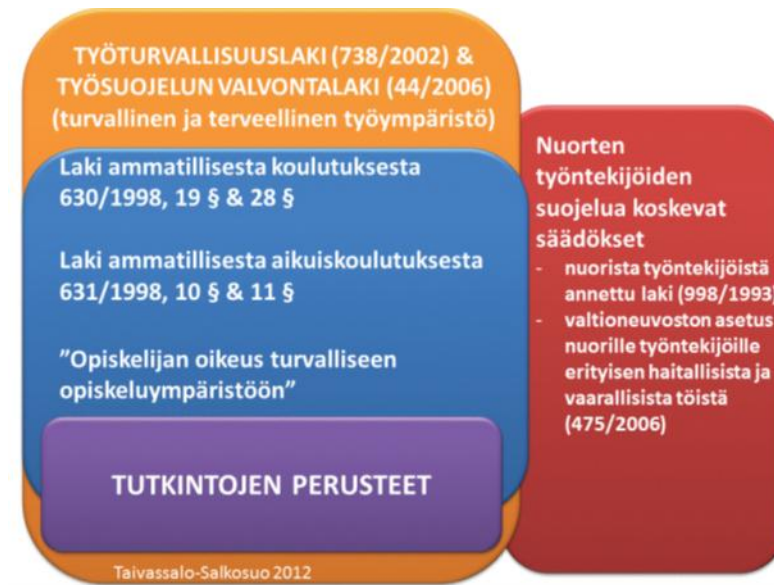 TYÖTURVALLISUUSLAKI (738/2002) &
TYÖSUOJELUN VALVONTALAKI (44/2006)
(turvallinen ja terveellinen työympäristö)
Laki ammatillisesta koulutuksesta
630/1998, 19 § & 28 §
Laki ammatillisesta aikuiskoulutuksesta
631/1998, 10 § & 11 §
”Opiskelijan oikeus turvalliseen
opiskeluympäristöön”
TUTKINTOJEN PERUSTEET
Taivassalo-Salkosuo 2012
Nuorten
työntekijöiden
suojelua koskevat
säädökset
- nuorista työntekijöistä
annettu laki (998/1993)
- valtioneuvoston asetus
nuorille työntekijöille
erityisen haitallisista ja
vaarallisista töistä
(475/2006)